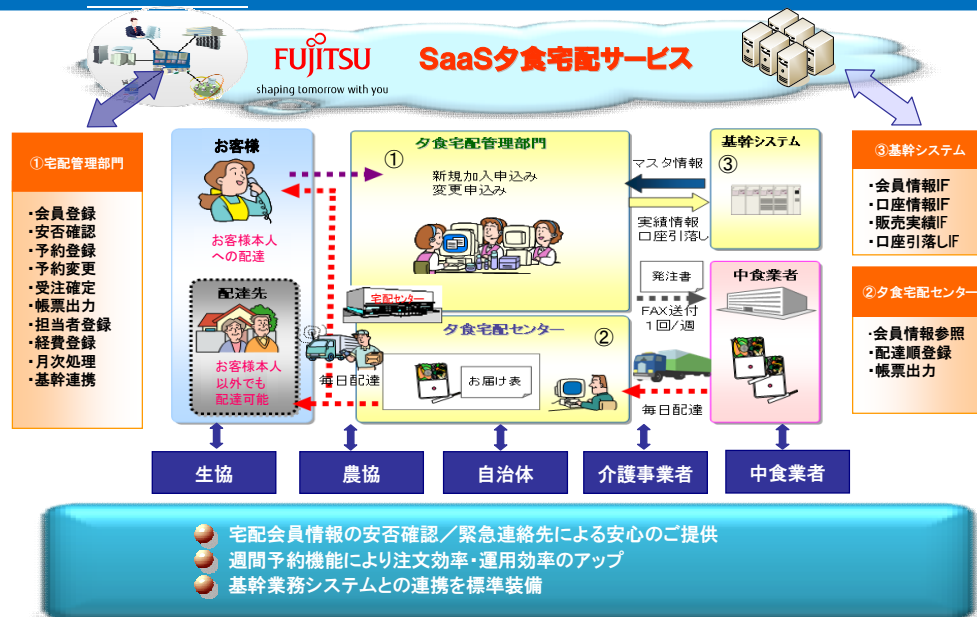 FUJITSU
shaping tomorrow with you
SaaS夕食宅配サービス
①宅配管理部門
・会員登録
・安否確認
・予約登録
・予約変更
・受注確定
・帳票出力
・担当者登録
・経費登録
・月次処理
・基幹連携
お客様
お客様本人
への配達
配達先
お客様本人
以外でも
配達可能
夕食宅配管理部門
①
新規加入申込み
変更申込み
宅配センター
毎日配達
夕食宅配センター
②
お届け表
マスタ情報
実績情報
口座引落し
基幹システム
③
発注書
FAX送付
1回/週
中食業者
毎日配達
③基幹システム
・会員情報IF
・口座情報IF
・販売実績IF
・口座引落しIF
②夕食宅配センター
・会員情報参照
・配達順登録
・帳票出力
生協
農協
自治体
介護事業者
中食業者
宅配会員情報の安否確認／緊急連絡先による安心のご提供
週間予約機能により注文効率・運用効率のアップ
基幹業務システムとの連携を標準装備